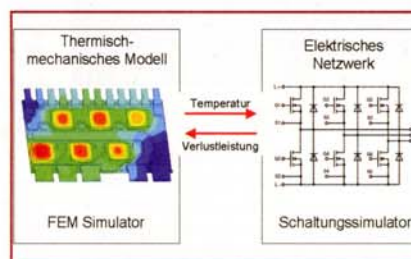 Thermisch-
mechanisches Modell
FEM Simulator
Temperatur
Verlustleistung
Elektrisches
Netzwerk
Schaltungssimulator